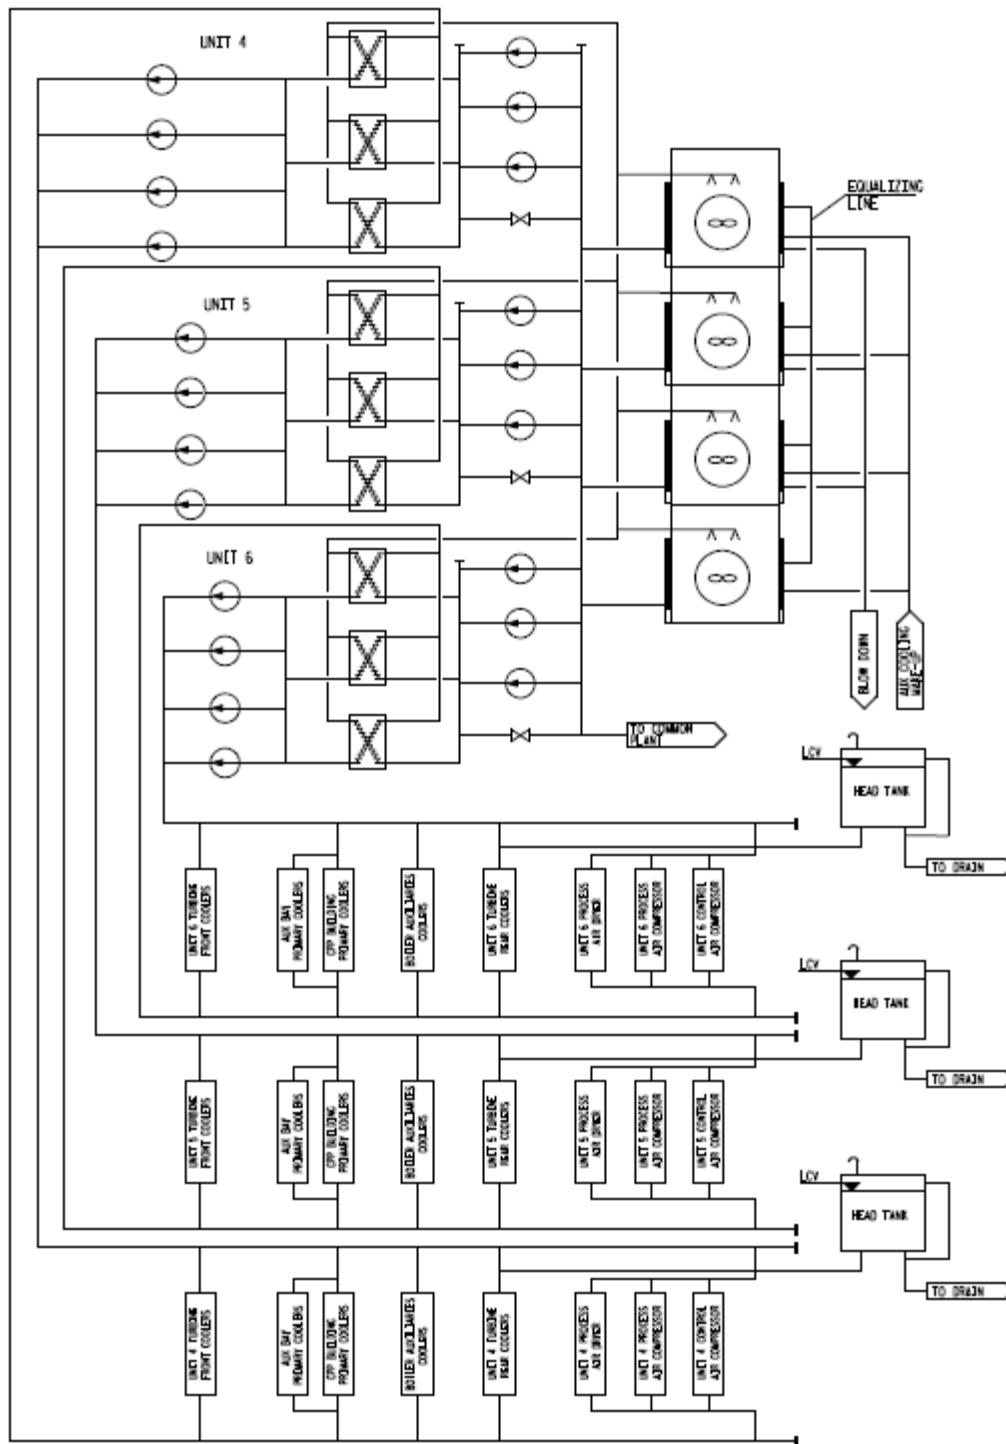 UNIT 4
EQUALIZING
LINE
UNIT 5
UNIT 6
BLOW DOWN
AUX COOLING
MAKE-UP
TO COMMON
PLANT
LCV
HEAD TANK
TO DRAIN
UNIT 6 TURBINE
FRONT COOLERS
AUX BAY
PRIMARY COOLERS
CPP BUILDING
PRIMARY COOLERS
BOILER AUXILIARIES
COOLERS
UNIT 6 TURBINE
REAR COOLERS
UNIT 6 PROCESS
AIR DRIER
UNIT 6 PROCESS
AIR COMPRESSOR
UNIT 6 CONTROL
AIR COMPRESSOR
LCV
HEAD TANK
TO DRAIN
UNIT 5 TURBINE
FRONT COOLERS
AUX BAY
PRIMARY COOLERS
CPP BUILDING
PRIMARY COOLERS
BOILER AUXILIARIES
COOLERS
UNIT 5 TURBINE
REAR COOLERS
UNIT 5 PROCESS
AIR DRIER
UNIT 5 PROCESS
AIR COMPRESSOR
UNIT 5 CONTROL
AIR COMPRESSOR
LCV
HEAD TANK
TO DRAIN
UNIT 4 TURBINE
FRONT COOLERS
AUX BAY
PRIMARY COOLERS
CPP BUILDING
PRIMARY COOLERS
BOILER AUXILIARIES
COOLERS
UNIT 4 TURBINE
REAR COOLERS
UNIT 4 PROCESS
AIR DRIER
UNIT 4 PROCESS
AIR COMPRESSOR
UNIT 4 CONTROL
AIR COMPRESSOR